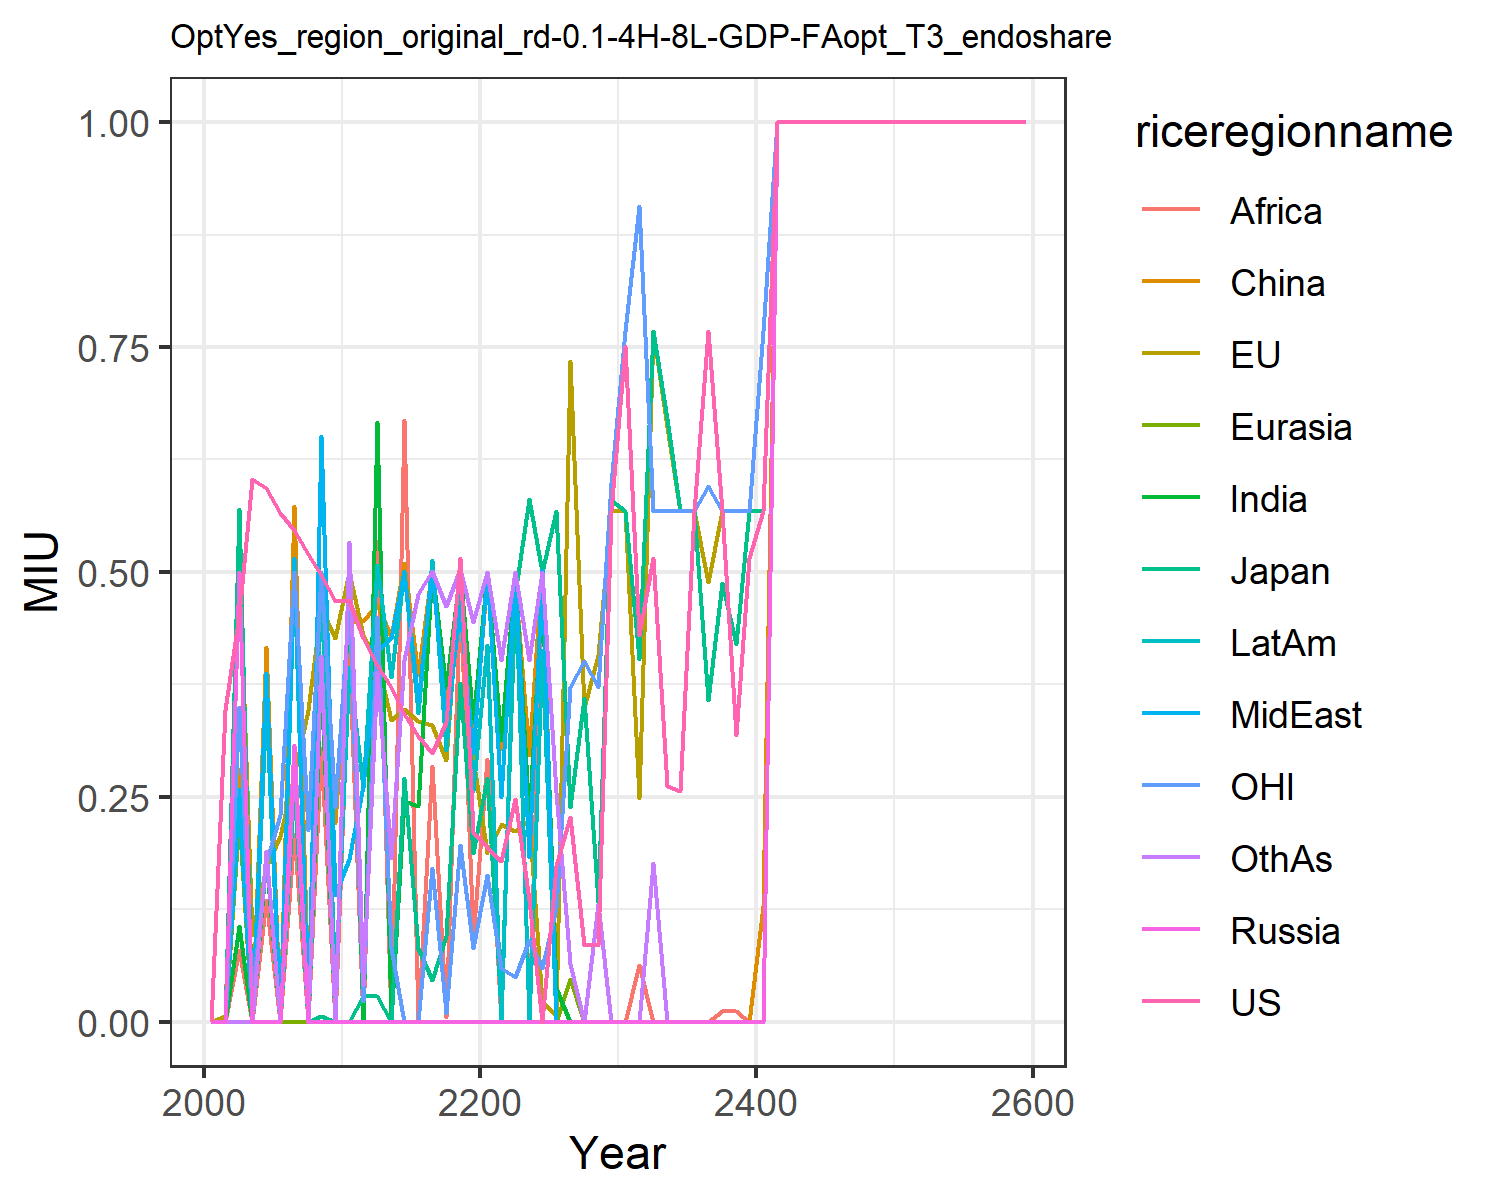 OptYes_region_original_rd-0.1-4H-8L-GDP-FAopt_T3_endoshare
MIU
1.00
0.75
0.50
0.25
0.00
2000
2200
2400
2600
Year
riceregionname
Africa
China
EU
Eurasia
India
Japan
LatAm
MidEast
OHI
OthAs
Russia
US